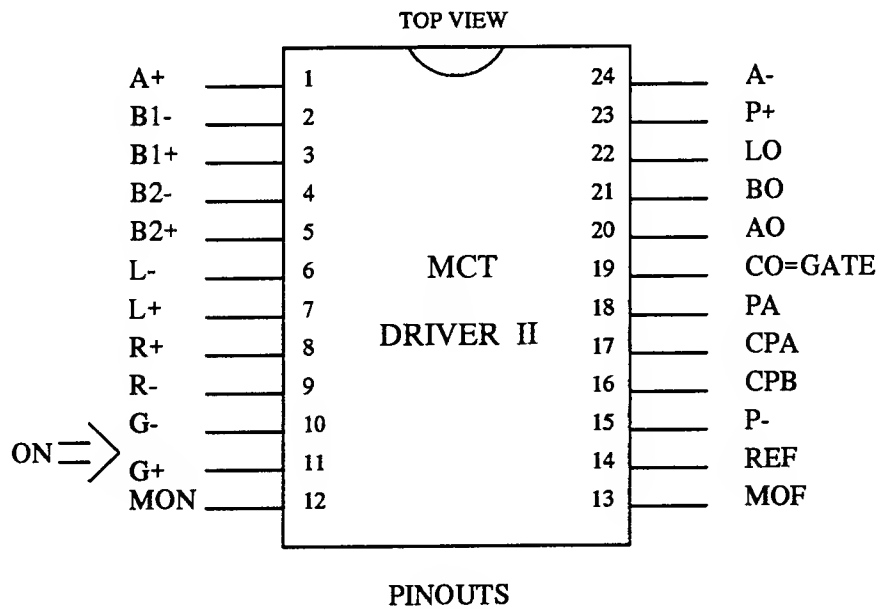 TOP VIEW
A+ 1 24 A-
B1- 2 23 P+
B1+ 3 22 LO
B2- 4 21 BO
B2+ 5 20 AO
L- 6 MCT 19 CO=GATE
L+ 7 18 PA
R+ 8 DRIVER II 17 CPA
R- 9 16 CPB
G- 10 15 P-
ON
G+ 11 14 REF
MON 12 13 MOF
PINOUTS